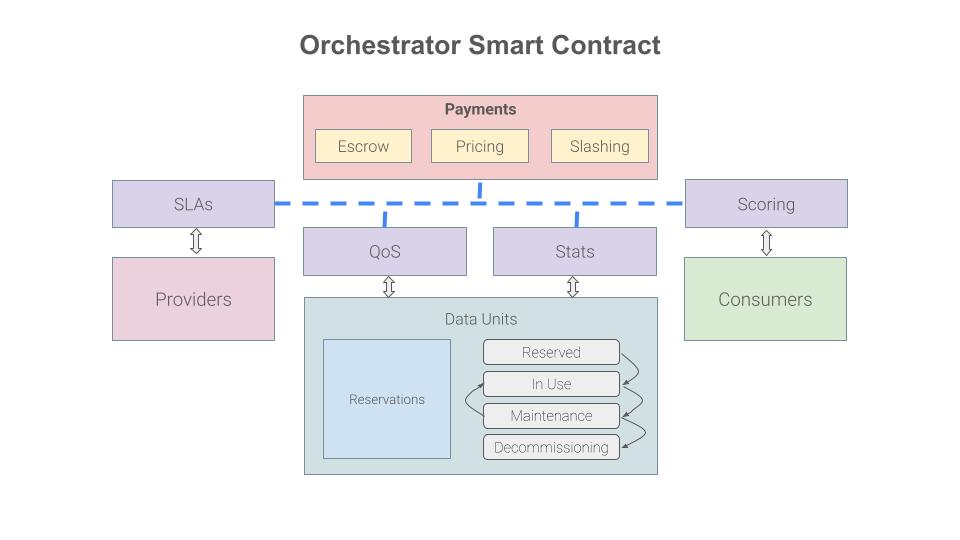 Orchestrator Smart Contract
Payments
Escrow
Pricing
Slashing
SLAs
Scoring
QoS
Stats
Providers
Consumers
Data Units
Reservations
Reserved
In Use
Maintenance
Decommissioning